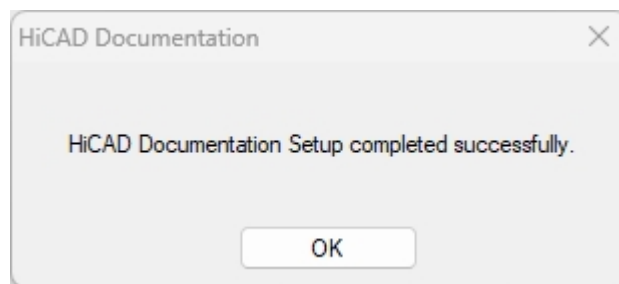 HiCAD Documentation
HiCAD Documentation Setup completed successfully.
OK